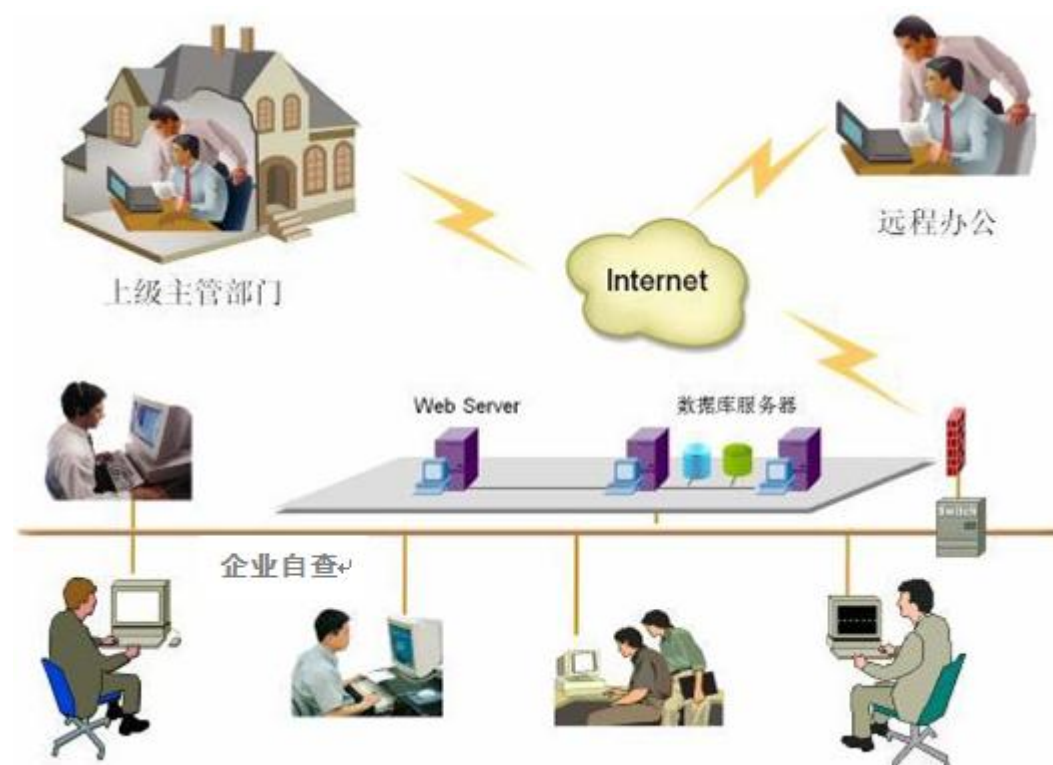 远程办公
上级主管部门
Internet
Web Server
数据库服务器
Switch
企业自查↵